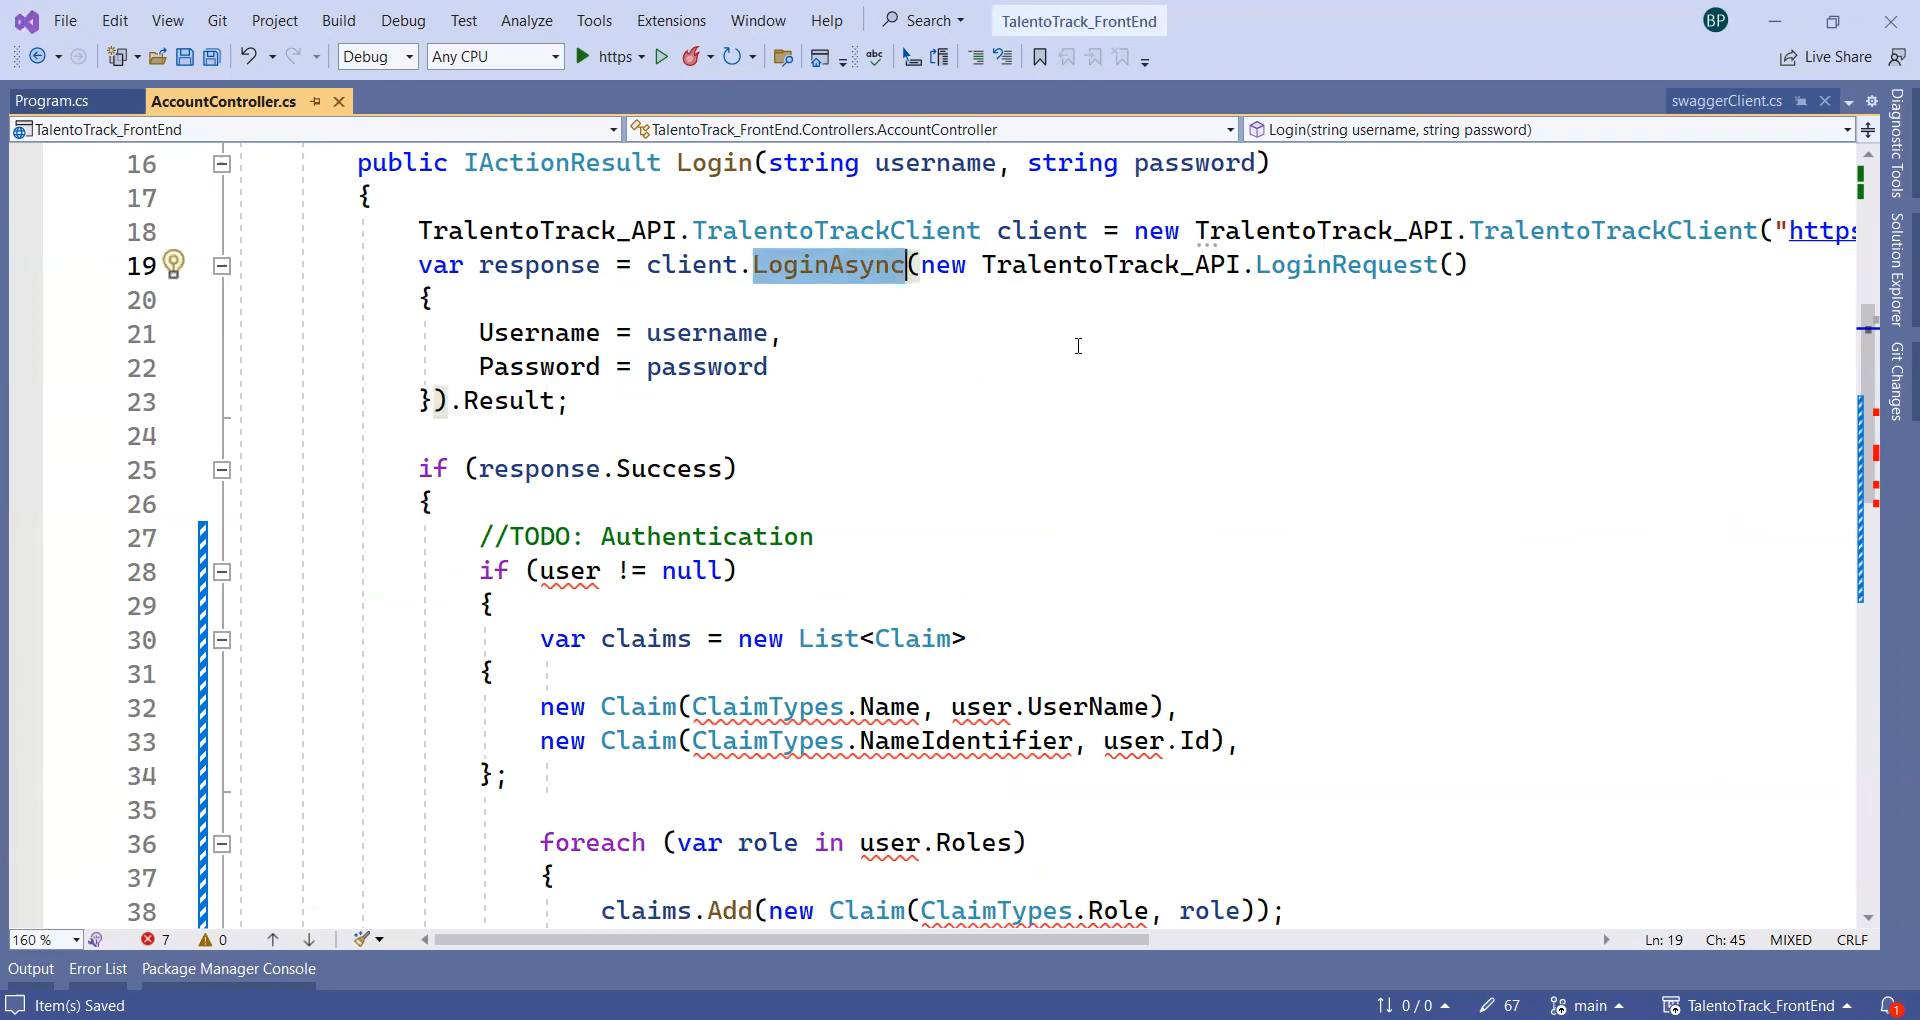 File Edit View Git Project Build Debug Test Analyze Tools Extensions Window Help Search TalentoTrack_FrontEnd BP
Debug Any CPU https Live Share
Program.cs AccountController.cs swaggerClient.cs
TalentoTrack_FrontEnd TalentoTrack_FrontEnd.Controllers.AccountController Login(string username, string password)
16 public IActionResult Login(string username, string password)
17 {
18 TralentoTrack_API.TralentoTrackClient client = new TralentoTrack_API.TralentoTrackClient("https
19 var response = client.LoginAsync(new TralentoTrack_API.LoginRequest()
20 {
21 Username = username,
22 Password = password
23 }).Result;
24
25 if (response.Success)
26 {
27 //TODO: Authentication
28 if (user != null)
29 {
30 var claims = new List<Claim>
31 {
32 new Claim(ClaimTypes.Name, user.UserName),
33 new Claim(ClaimTypes.NameIdentifier, user.Id),
34 };
35
36 foreach (var role in user.Roles)
37 {
38 claims.Add(new Claim(ClaimTypes.Role, role));
Diagnostic Tools
Solution Explorer
Git Changes
160 % 7 0 Ln: 19 Ch: 45 MIXED CRLF
Output Error List Package Manager Console
Item(s) Saved 0 / 0 67 main TalentoTrack_FrontEnd 1